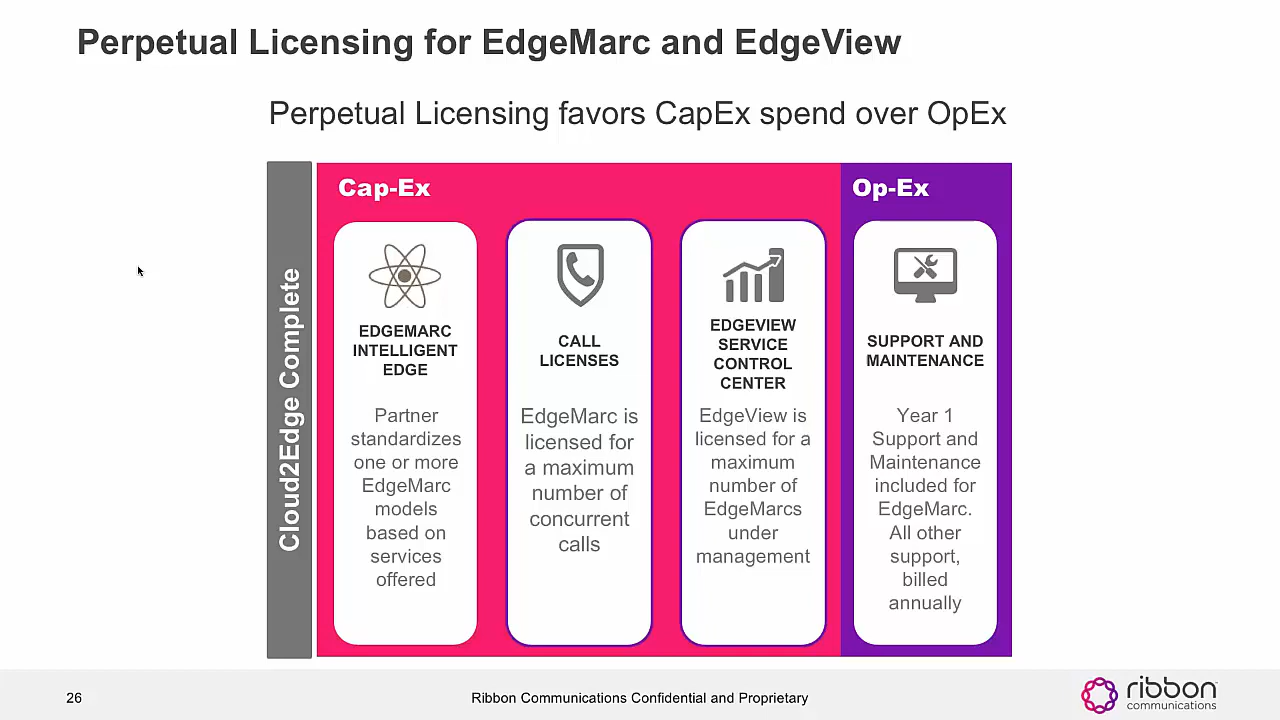 Perpetual Licensing for EdgeMarc and EdgeView
Perpetual Licensing favors CapEx spend over OpEx
Cloud2Edge Complete
Cap-Ex
EDGEMARC
INTELLIGENT
EDGE
Partner
standardizes
one or more
EdgeMarc
models
based on
services
offered
CALL
LICENSES
EdgeMarc is
licensed for
a maximum
number of
concurrent
calls
EDGEVIEW
SERVICE
CONTROL
CENTER
EdgeView is
licensed for a
maximum
number of
EdgeMarcs
under
management
Op-Ex
SUPPORT AND
MAINTENANCE
Year 1
Support and
Maintenance
included for
EdgeMarc.
All other
support,
billed
annually
26
Ribbon Communications Confidential and Proprietary
ribbon
communications